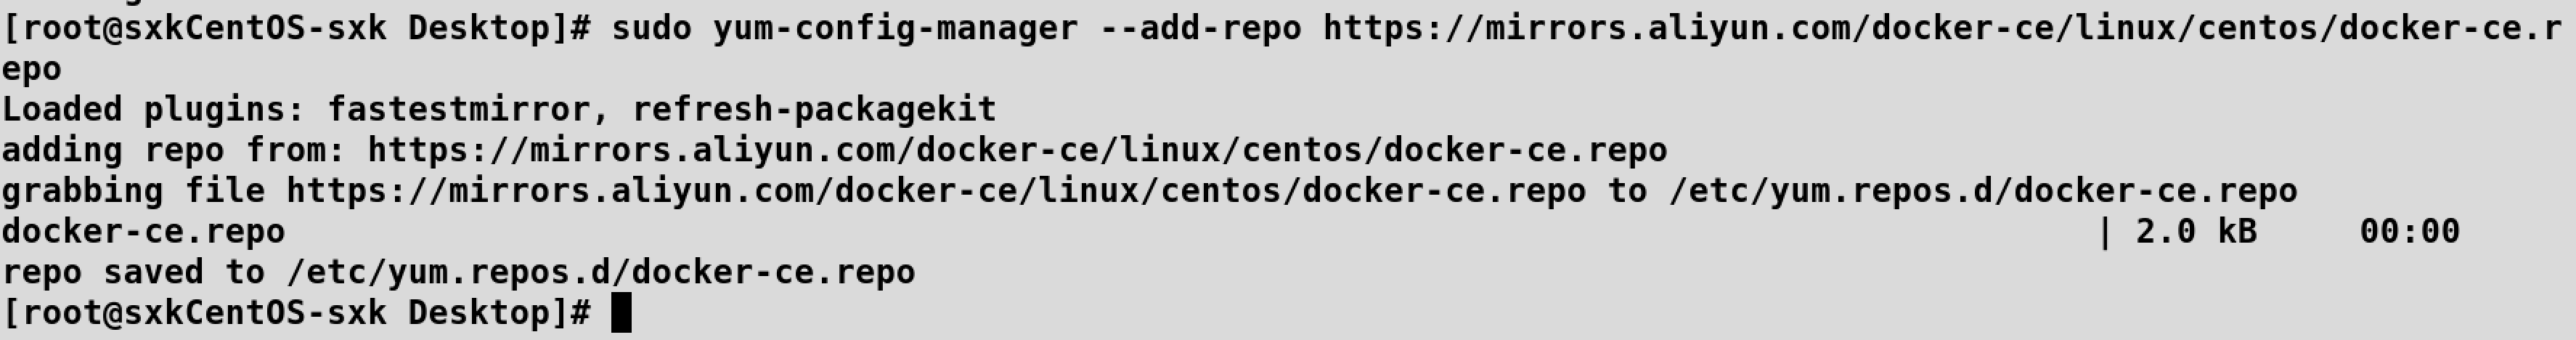 [root@sxkCentOS-sxk Desktop]# sudo yum-config-manager --add-repo https://mirrors.aliyun.com/docker-ce/linux/centos/docker-ce.r
epo
Loaded plugins: fastestmirror, refresh-packagekit
adding repo from: https://mirrors.aliyun.com/docker-ce/linux/centos/docker-ce.repo
grabbing file https://mirrors.aliyun.com/docker-ce/linux/centos/docker-ce.repo to /etc/yum.repos.d/docker-ce.repo
docker-ce.repo | 2.0 kB 00:00
repo saved to /etc/yum.repos.d/docker-ce.repo
[root@sxkCentOS-sxk Desktop]#